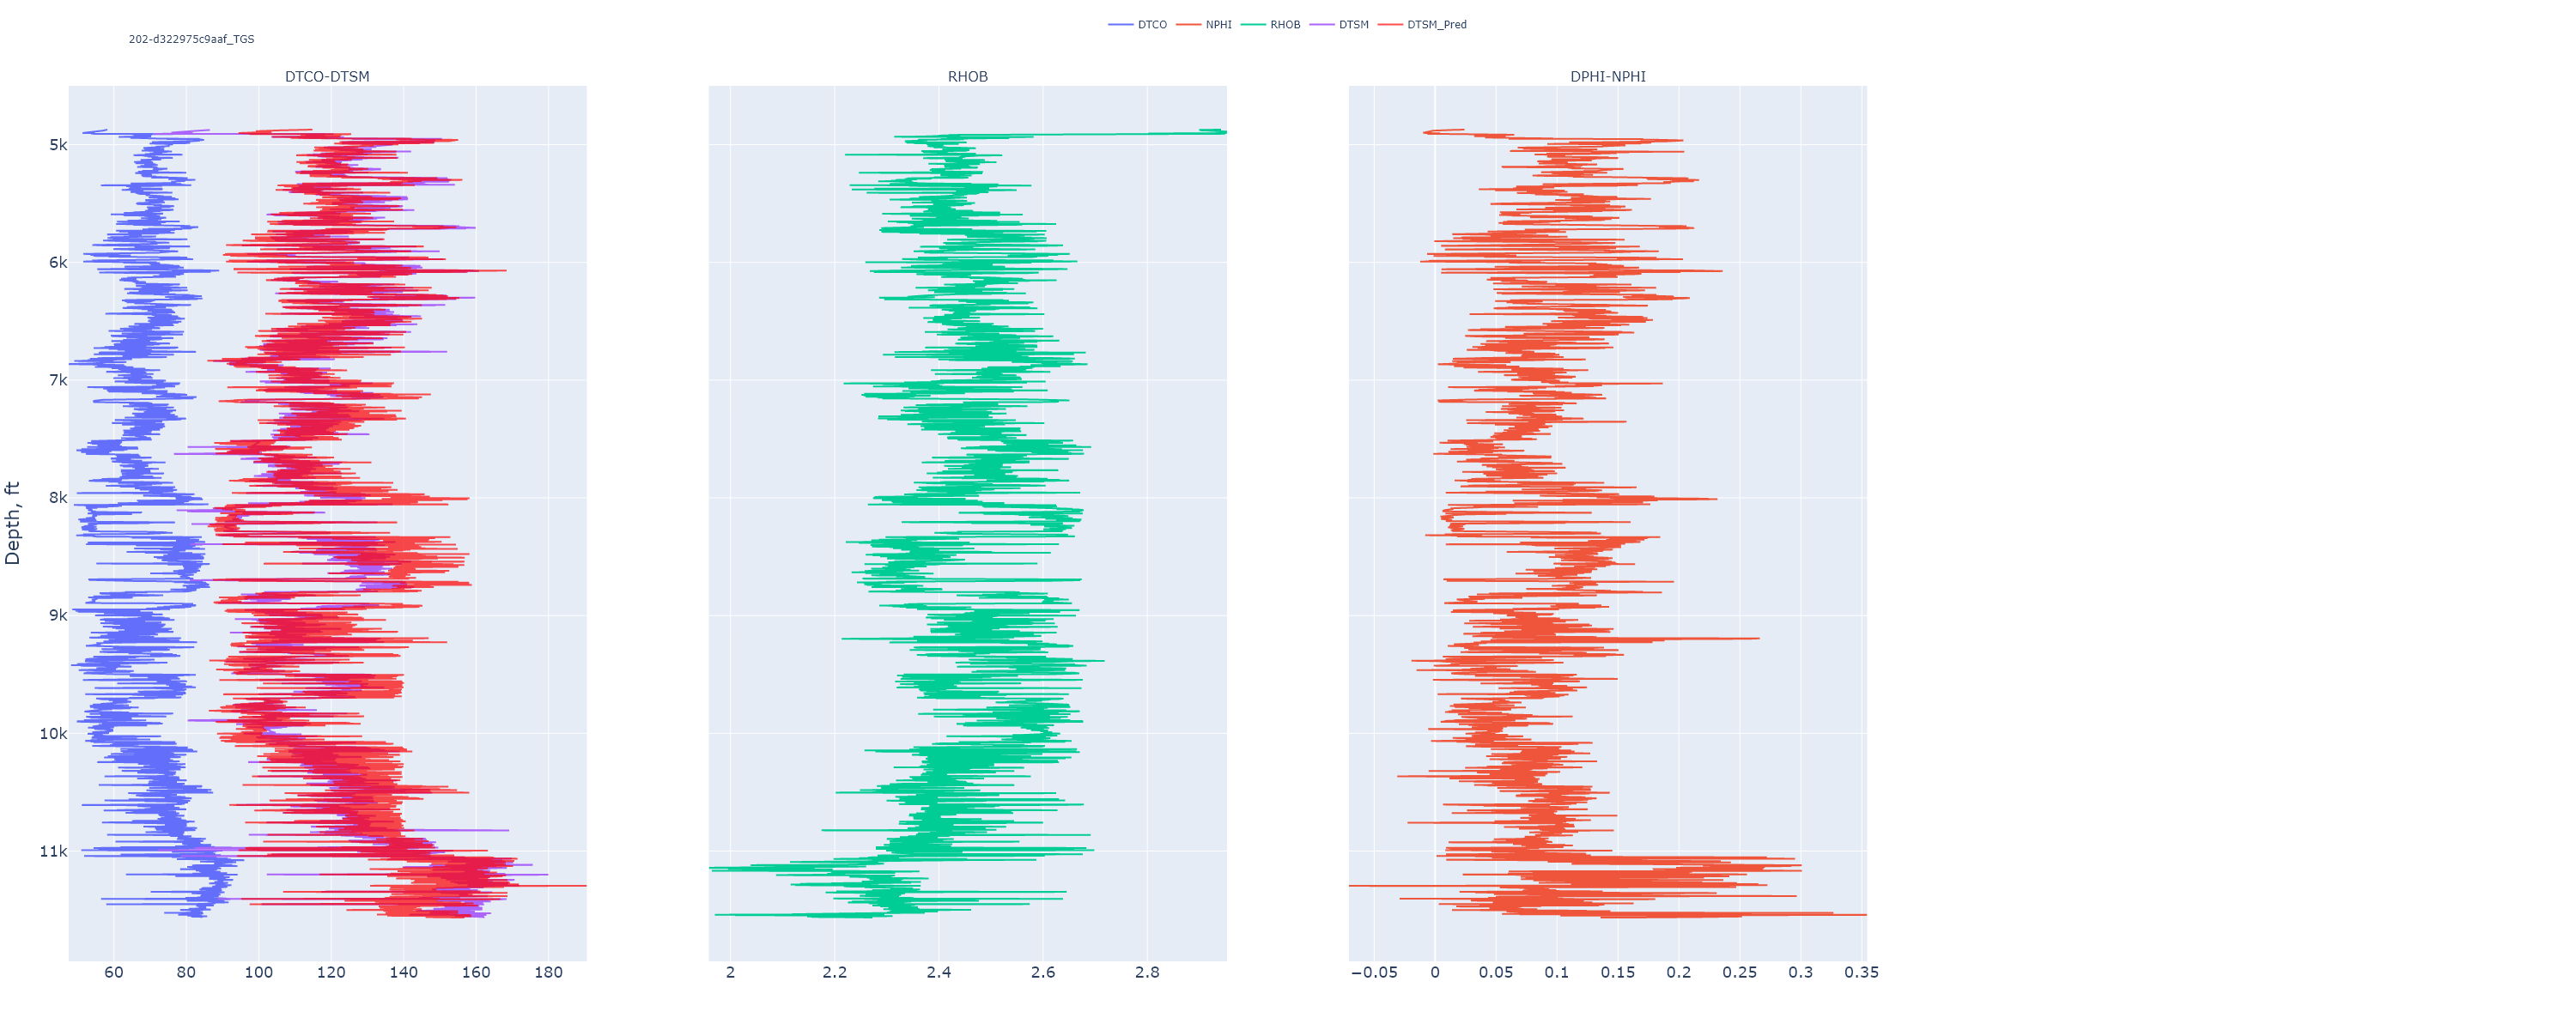 DTCO NPHI RHOB DTSM DTSM_Pred
202-d322975c9aaf_TGS
DTCO-DTSM RHOB DPHI-NPHI
Depth, ft
5k
6k
7k
8k
9k
10k
11k
60 80 100 120 140 160 180
2 2.2 2.4 2.6 2.8
−0.05 0 0.05 0.1 0.15 0.2 0.25 0.3 0.35